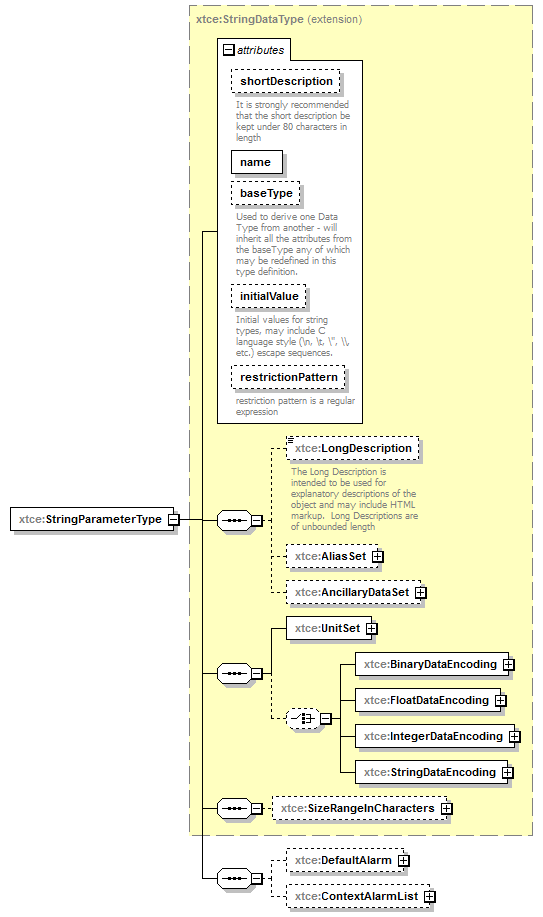 xtce:StringDataType (extension)
attributes
shortDescription
It is strongly recommended
that the short description be
kept under 80 characters in
length
name
baseType
Used to derive one Data
Type from another - will
inherit all the attributes from
the baseType any of which
may be redefined in this
type definition.
initialValue
Initial values for string
types, may include C
language style (\n, \t, \", \\,
etc.) escape sequences.
restrictionPattern
restriction pattern is a regular
expression
xtce:LongDescription
The Long Description is
intended to be used for
explanatory descriptions of the
object and may include HTML
markup.  Long Descriptions are
of unbounded length
xtce:StringParameterType
xtce:AliasSet
xtce:AncillaryDataSet
xtce:UnitSet
xtce:BinaryDataEncoding
xtce:FloatDataEncoding
xtce:IntegerDataEncoding
xtce:StringDataEncoding
xtce:SizeRangeInCharacters
xtce:DefaultAlarm
xtce:ContextAlarmList